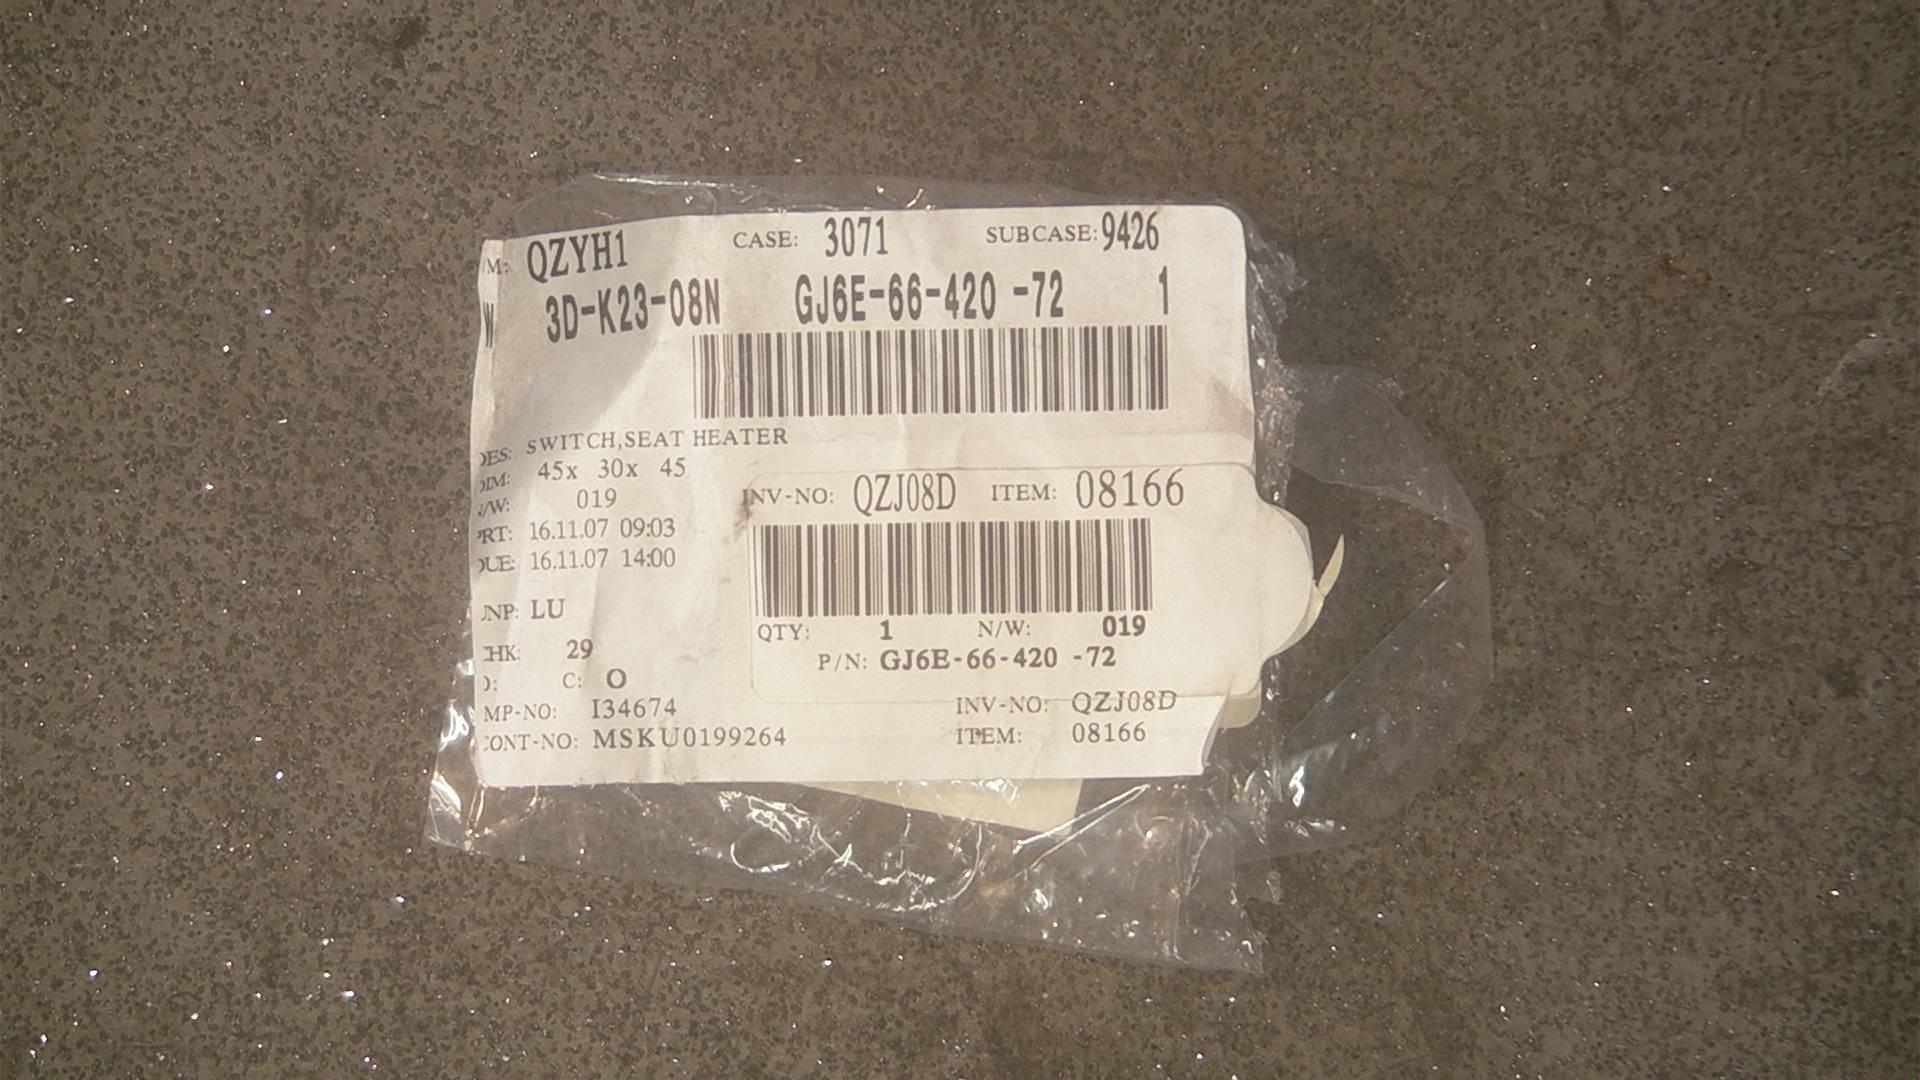 M: QZYH1 CASE: 3071 SUBCASE: 9426
W 3D-K23-08N GJ6E-66-420 -72 1
DES: SWITCH,SEAT HEATER
DIM: 45x 30x 45
/W: 019
RT: 16.11.07 09:03
DUE: 16.11.07 14:00
NP: LU
HK: 29
): C: O
MP-NO: I34674
CONT-NO: MSKU0199264
INV-NO: QZJ08D ITEM: 08166
QTY: 1 N/W: 019
P/N: GJ6E-66-420 -72
INV-NO: QZJ08D
ITEM: 08166